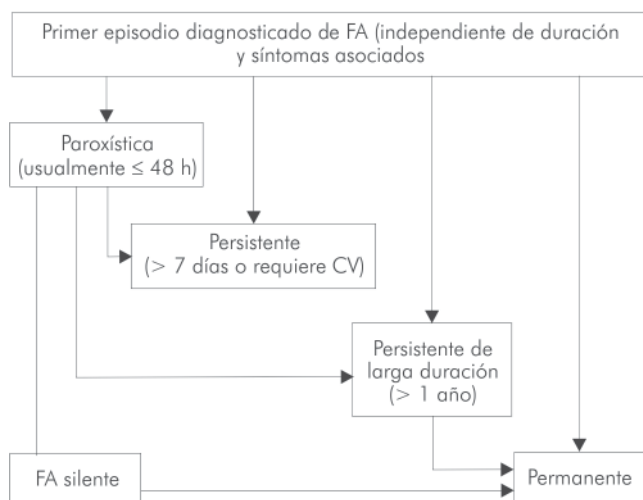 Primer episodio diagnosticado de FA (independiente de duración
y síntomas asociados
Paroxística
(usualmente ≤ 48 h)
Persistente
(> 7 días o requiere CV)
Persistente de
larga duración
(> 1 año)
FA silente
Permanente